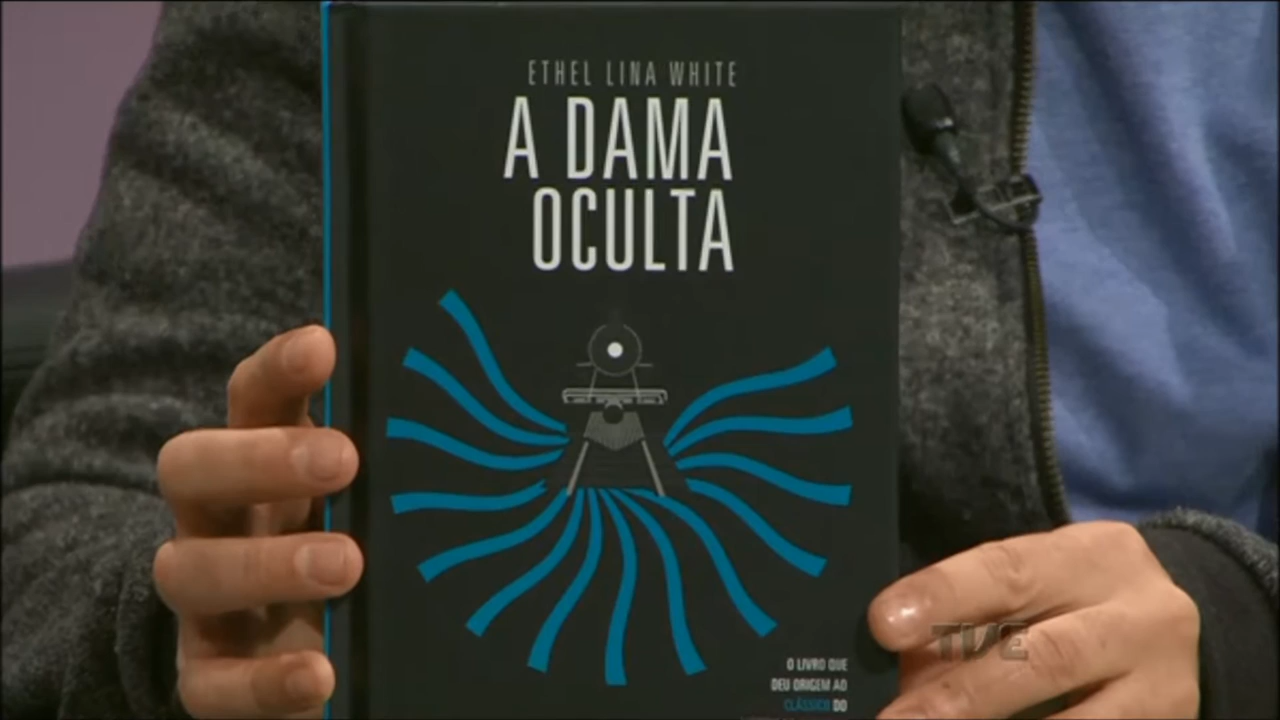 ETHEL LINA WHITE
A DAMA
OCULTA
O LIVRO QUE
DEU ORIGEM AO
CLÁSSICO DO
TVE